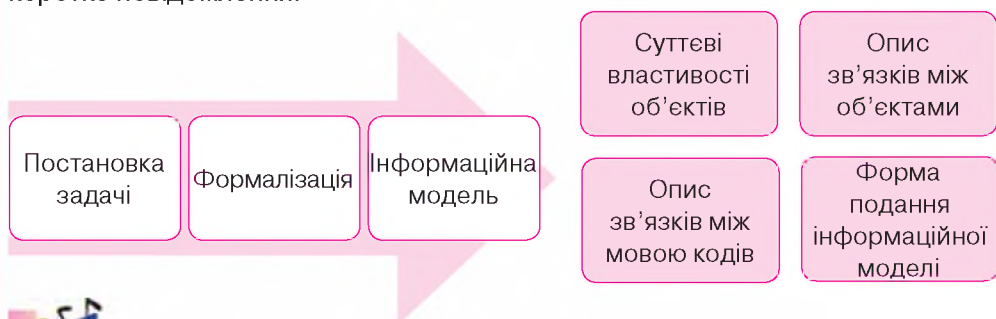 Суттєві
властивості
об’єктів
Опис
зв’язків між
об’єктами
Постановка
задачі
Формалізація
Інформаційна
модель
Опис
зв’язків між
мовою кодів
Форма
подання
інформаційної
моделі